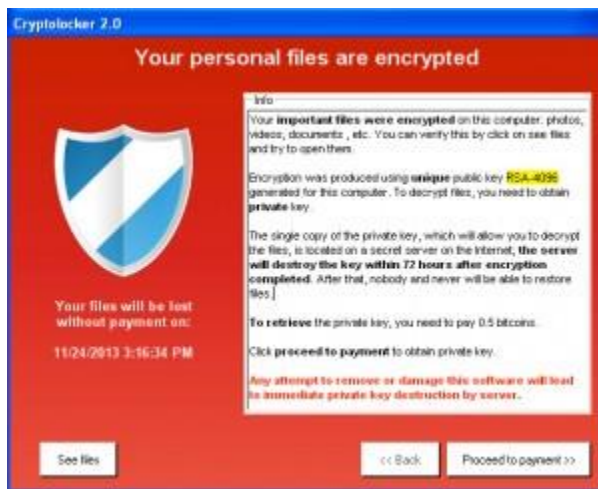 Cryptolocker 2.0
Your personal files are encrypted
Info
Your important files were encrypted on this computer: photos,
videos, documents , etc. You can verify this by click on see files
and try to open them.
Encryption was produced using unique public key RSA-4096
generated for this computer. To decrypt files, you need to obtain
private key.
The single copy of the private key, which will allow you to decrypt
the files, is located on a secret server on the Internet; the server
will destroy the key within 72 hours after encryption
completed. After that, nobody and never will be able to restore
files.
To retrieve the private key, you need to pay 0.5 bitcoins.
Click proceed to payment to obtain private key.
Any attempt to remove or damage this software will lead
to immediate private key destruction by server.
Your files will be lost
without payment on:
11/24/2013 3:16:34 PM
See files
<< Back
Proceed to payment >>